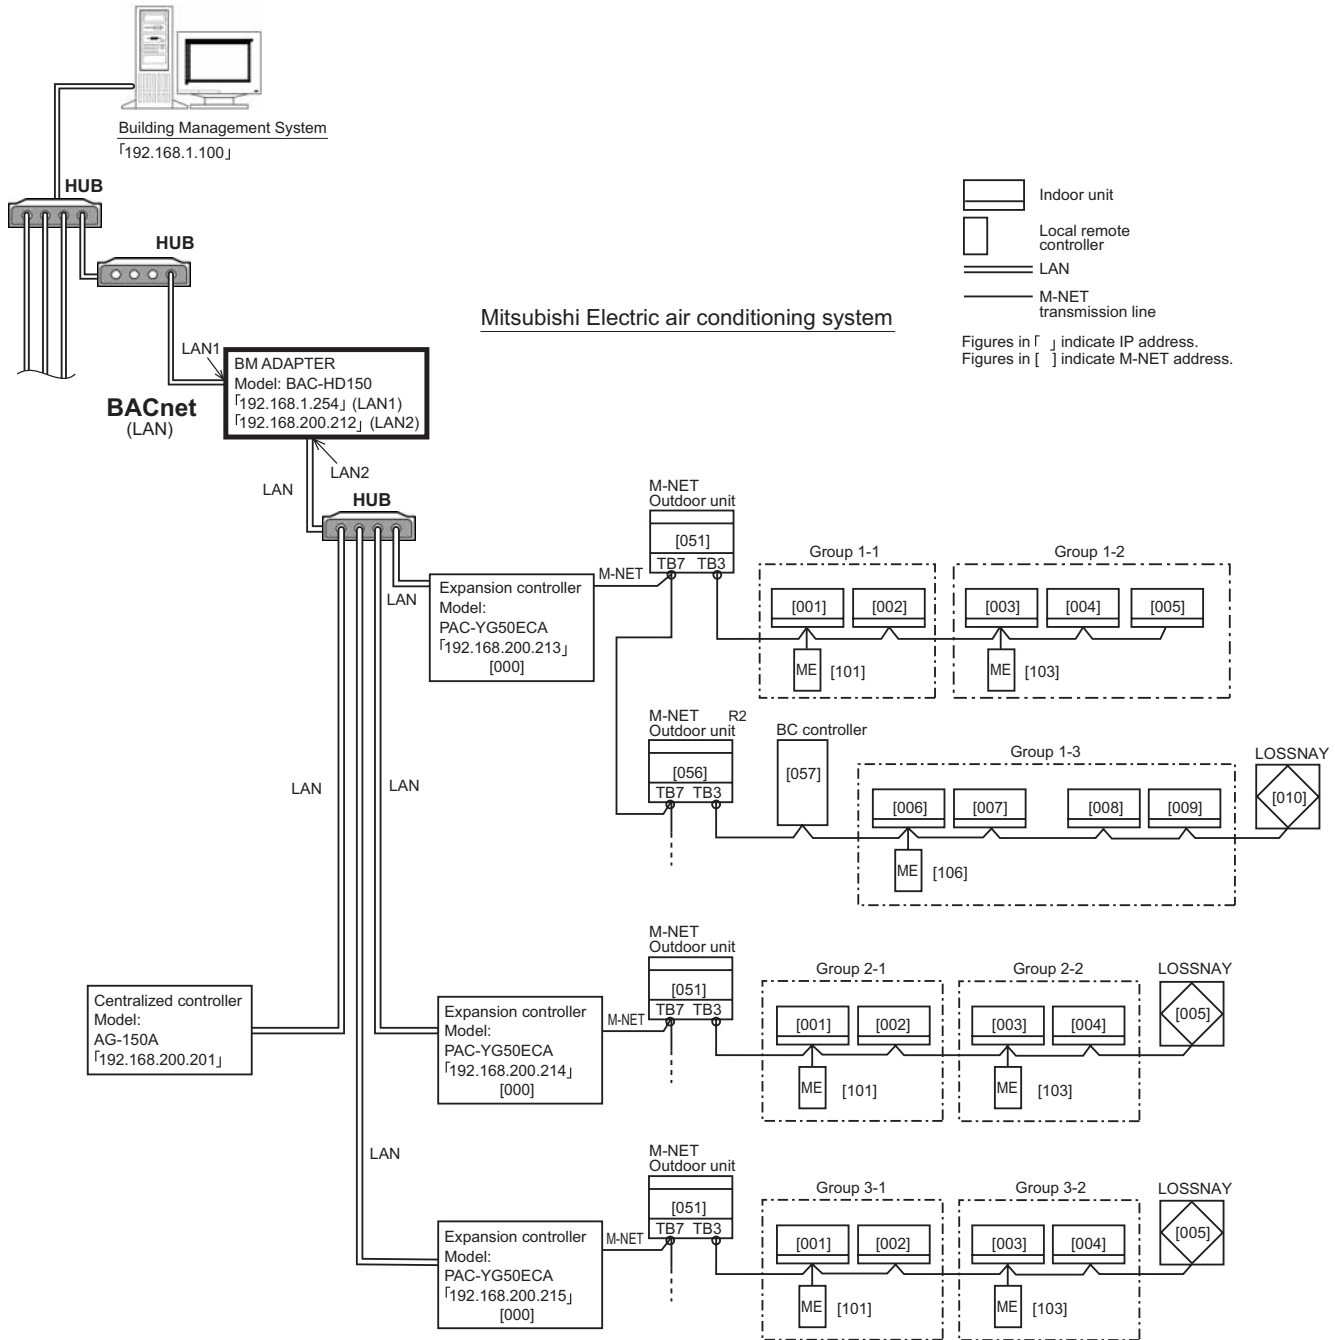 Building Management System
「192.168.1.100」
HUB
HUB
Indoor unit
Local remote
controller
LAN
M-NET
transmission line
Figures in「 」indicate IP address.
Figures in [ ] indicate M-NET address.
Mitsubishi Electric air conditioning system
LAN1
BM ADAPTER
Model: BAC-HD150
「192.168.1.254」(LAN1)
「192.168.200.212」(LAN2)
BACnet
(LAN)
LAN2
LAN
HUB
LAN
Expansion controller
Model:
PAC-YG50ECA
「192.168.200.213」
[000]
M-NET
M-NET
Outdoor unit
[051]
TB7 TB3
Group 1-1
[001] [002]
ME [101]
Group 1-2
[003] [004] [005]
ME [103]
M-NET R2
Outdoor unit
[056]
TB7 TB3
BC controller
[057]
Group 1-3
[006] [007] [008] [009]
ME [106]
LOSSNAY
[010]
LAN
LAN
Centralized controller
Model:
AG-150A
「192.168.200.201」
Expansion controller
Model:
PAC-YG50ECA
「192.168.200.214」
[000]
M-NET
M-NET
Outdoor unit
[051]
TB7 TB3
Group 2-1
[001] [002]
ME [101]
Group 2-2
[003] [004]
ME [103]
LOSSNAY
[005]
LAN
Expansion controller
Model:
PAC-YG50ECA
「192.168.200.215」
[000]
M-NET
M-NET
Outdoor unit
[051]
TB7 TB3
Group 3-1
[001] [002]
ME [101]
Group 3-2
[003] [004]
ME [103]
LOSSNAY
[005]